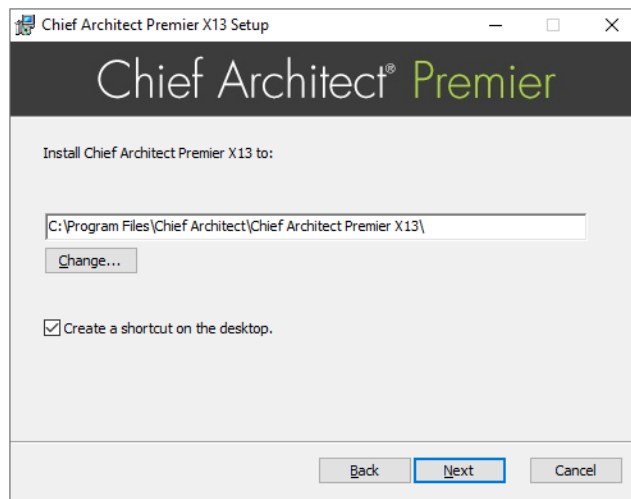 Chief Architect Premier X13 Setup
Chief Architect® Premier
Install Chief Architect Premier X13 to:
C:\Program Files\Chief Architect\Chief Architect Premier X13\
Change...
Create a shortcut on the desktop.
Back Next Cancel